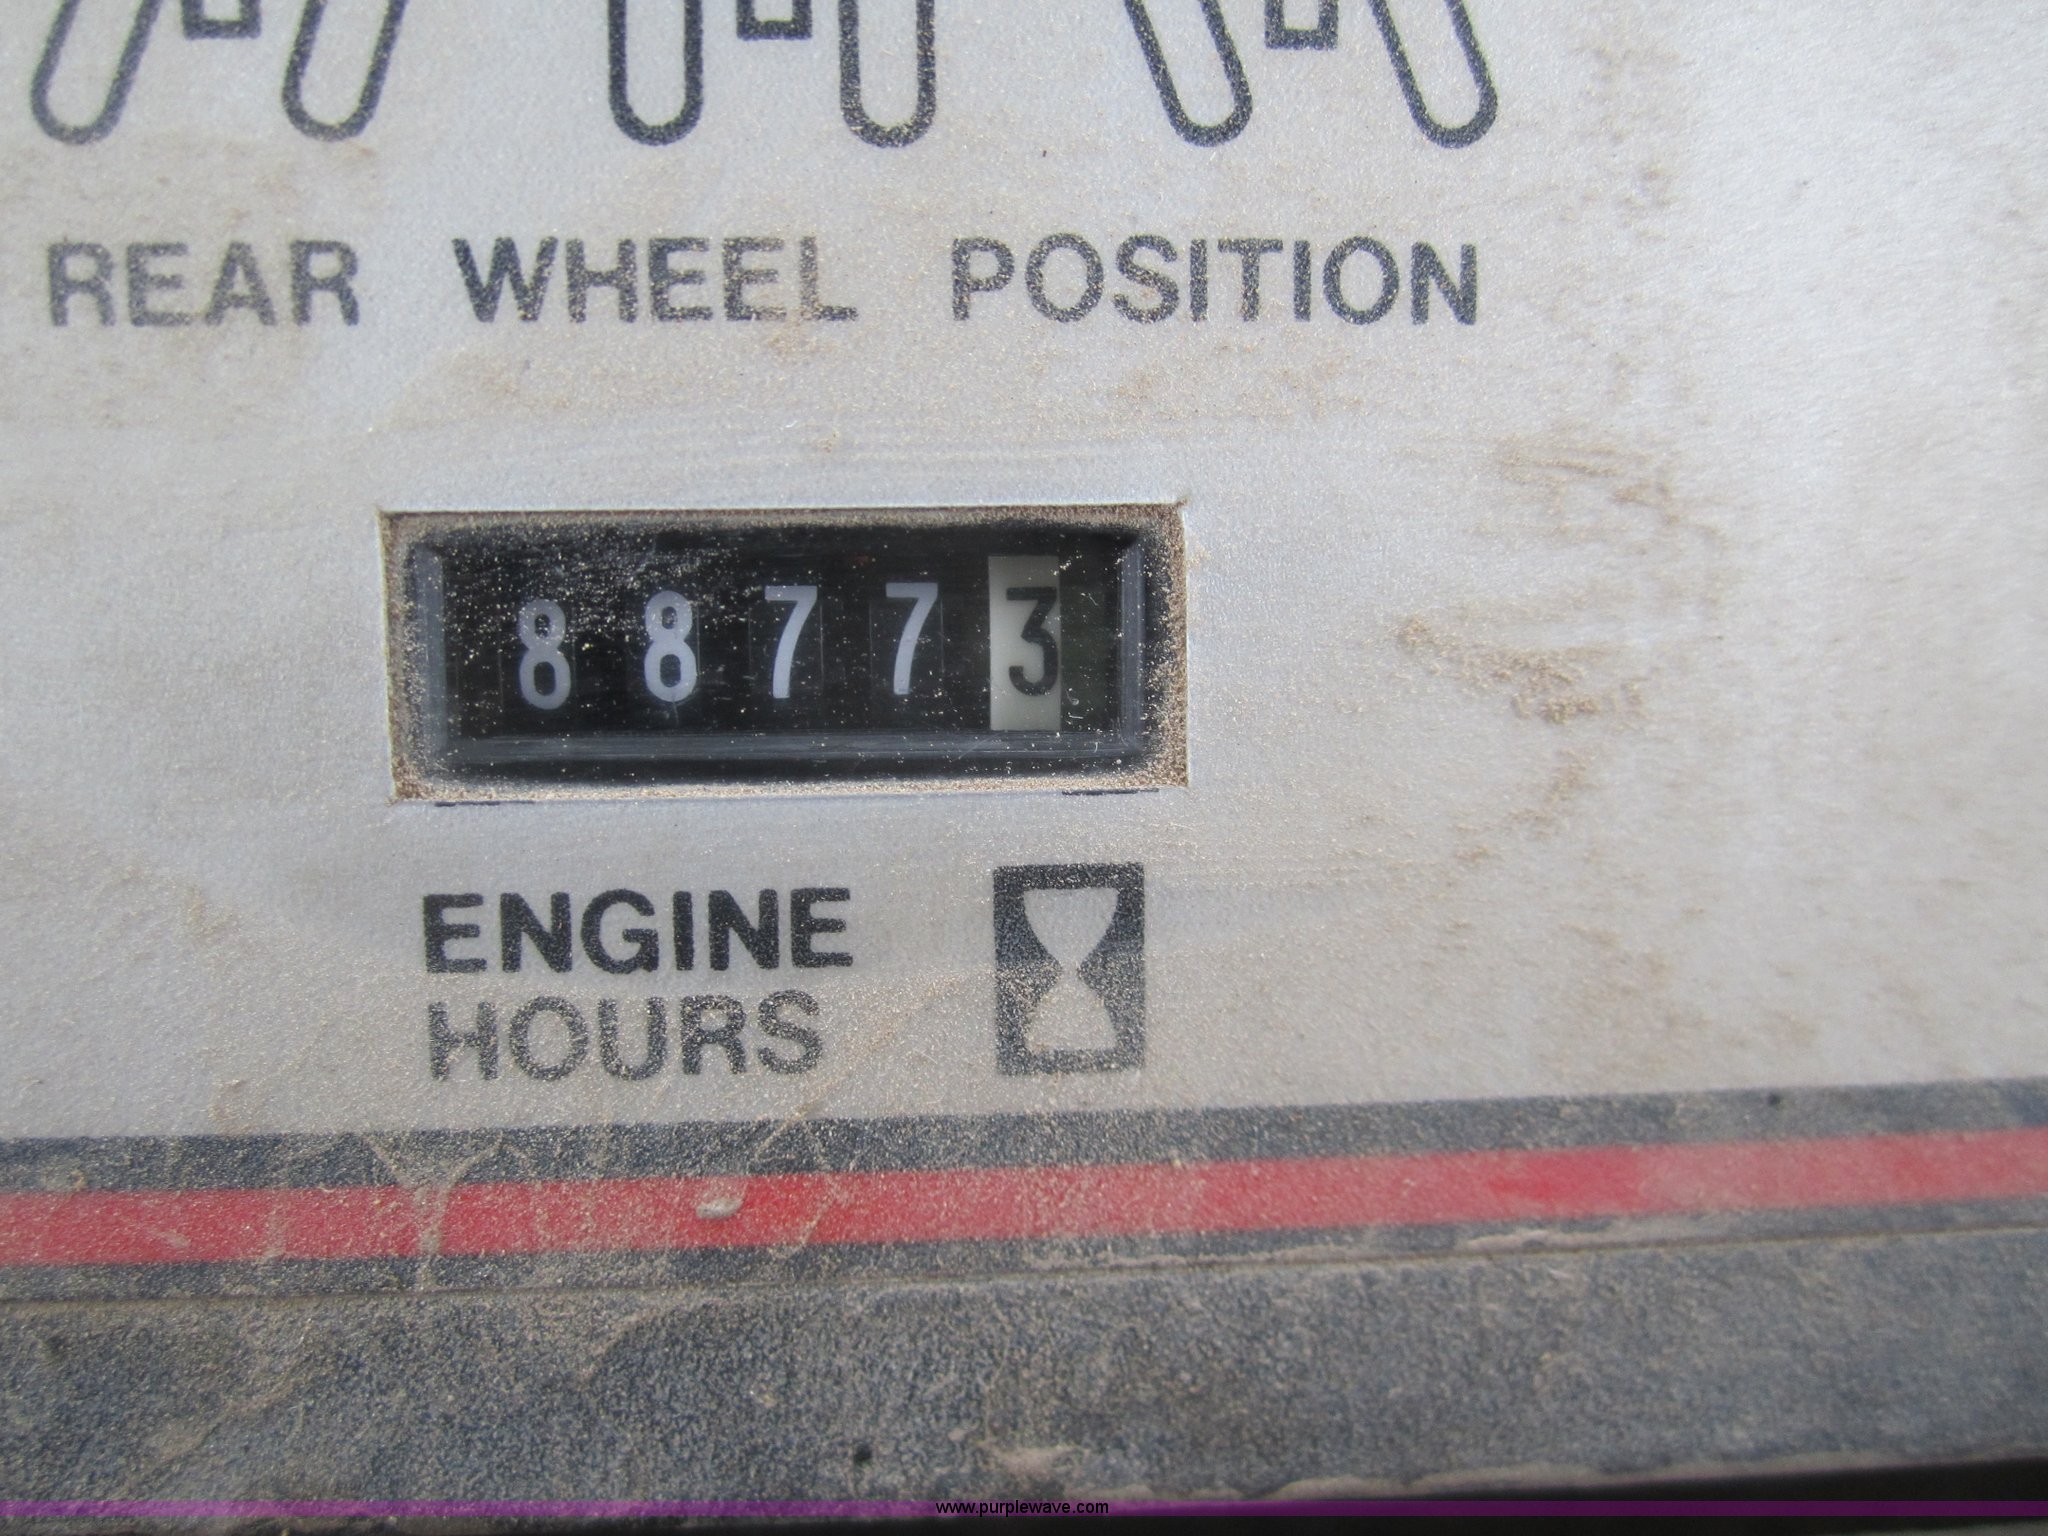 REAR WHEEL POSITION
88773
ENGINE
HOURS
www.purplewave.com